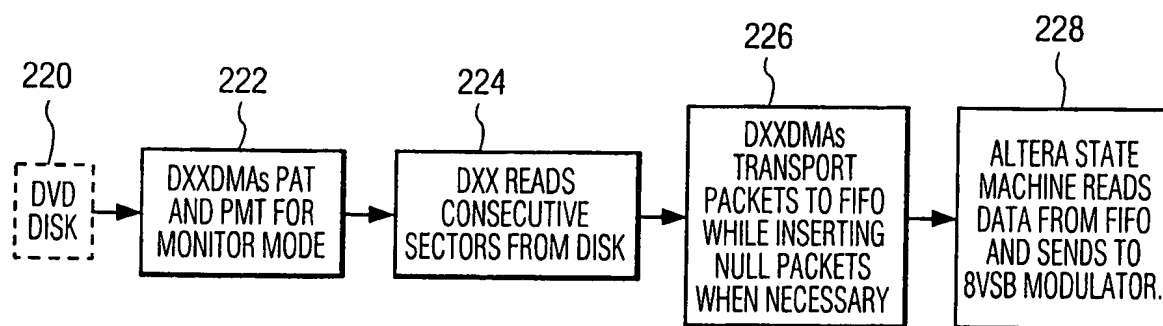 220
222
224
226
228
DVD
DISK
DXXDMAs PAT
AND PMT FOR
MONITOR MODE
DXX READS
CONSECUTIVE
SECTORS FROM DISK
DXXDMAs
TRANSPORT
PACKETS TO FIFO
WHILE INSERTING
NULL PACKETS
WHEN NECESSARY
ALTERA STATE
MACHINE READS
DATA FROM FIFO
AND SENDS TO
8VSB MODULATOR.